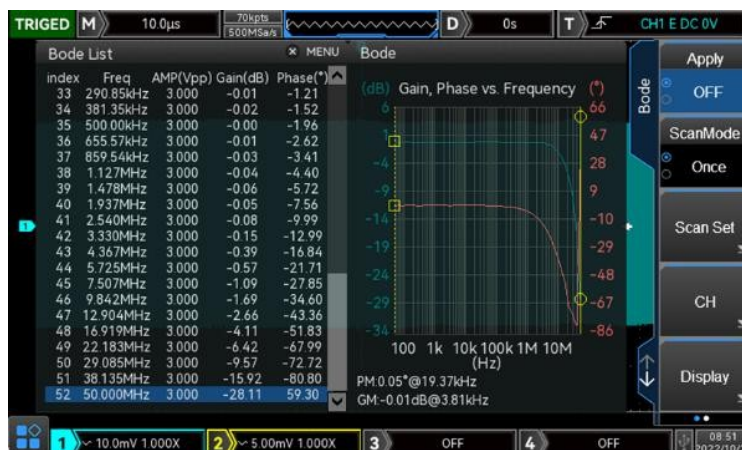 TRIGED M 10.0μs 70kpts 500MSa/s D 0s T CH1 E DC 0V
Bode List × MENU
index Freq AMP(Vpp) Gain(dB) Phase(°)
33 290.85kHz 3.000 -0.01 -1.21
34 381.35kHz 3.000 -0.02 -1.52
35 500.00kHz 3.000 -0.00 -1.96
36 655.57kHz 3.000 -0.01 -2.62
37 859.54kHz 3.000 -0.03 -3.41
38 1.127MHz 3.000 -0.04 -4.40
39 1.478MHz 3.000 -0.06 -5.72
40 1.937MHz 3.000 -0.05 -7.56
41 2.540MHz 3.000 -0.08 -9.99
42 3.330MHz 3.000 -0.15 -12.99
43 4.367MHz 3.000 -0.39 -16.84
44 5.725MHz 3.000 -0.57 -21.71
45 7.507MHz 3.000 -1.09 -27.85
46 9.842MHz 3.000 -1.69 -34.60
47 12.904MHz 3.000 -2.66 -43.36
48 16.919MHz 3.000 -4.11 -51.83
49 22.183MHz 3.000 -6.42 -67.99
50 29.085MHz 3.000 -9.57 -72.72
51 38.135MHz 3.000 -15.92 -80.80
52 50.000MHz 3.000 -28.11 59.30
Bode
(dB) Gain, Phase vs. Frequency (°)
6 66
1 47
-4 28
-9 9
-14 -10
-19 -29
-24 -48
-29 -67
-34 -86
100 1k 10k 100k 1M 10M
(Hz)
PM:0.05°@19.37kHz
GM:-0.01dB@3.81kHz
Bode
Apply
OFF
ScanMode
Once
Scan Set
CH
Display
1
1 ~ 10.0mV 1.000X 2 ~ 5.00mV 1.000X 3 OFF 4 OFF
08:51